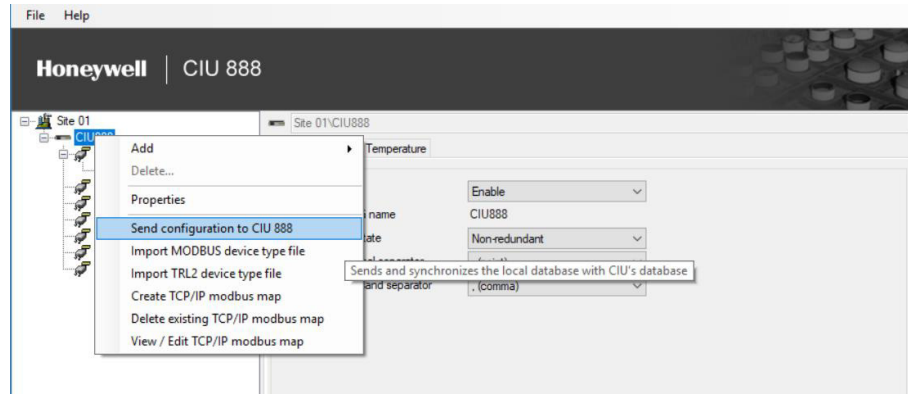 File Help
Honeywell CIU 888
Site 01
Site 01\CIU888
Add
Temperature
Delete...
Properties
Enable
name
CIU888
Send configuration to CIU 888
Non-redundant
Import MODBUS device type file
Sends and synchronizes the local database with CIU's database
Import TRL2 device type file
and separator
, (comma)
Create TCP/IP modbus map
Delete existing TCP/IP modbus map
View / Edit TCP/IP modbus map